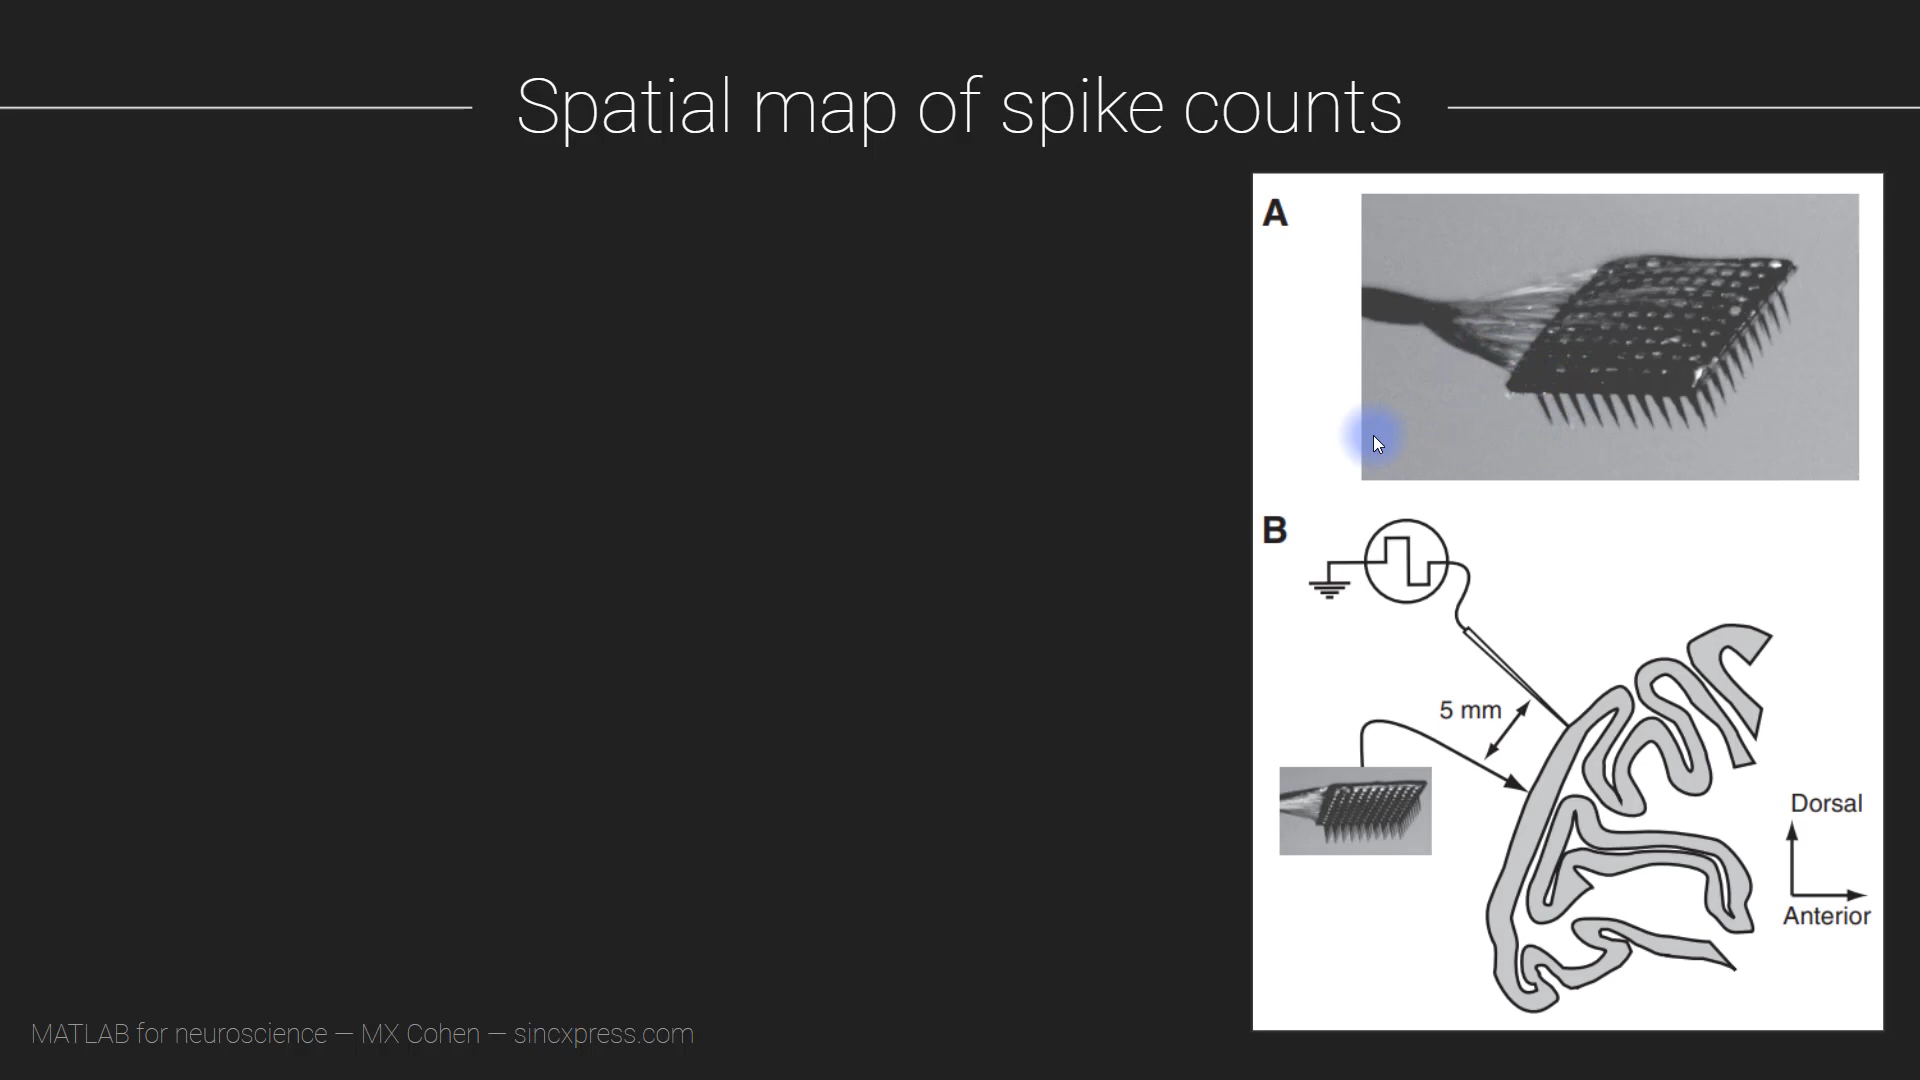 Spatial map of spike counts
A
B
5 mm
Dorsal
Anterior
MATLAB for neuroscience — MX Cohen — sincxpress.com